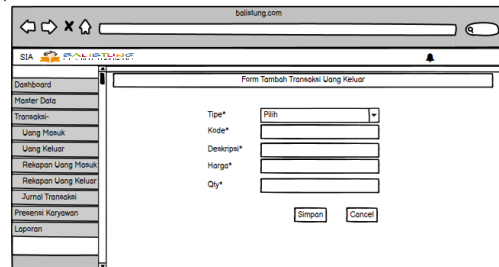 balistung.com
SIA BALISTUNG
Form Tambah Transaksi Uang Keluar
Dashboard
Master Data
Transaksi-
Uang Masuk
Uang Keluar
Rekapan Uang Masuk
Rekapan Uang Keluar
Jurnal Transaksi
Presensi Karyawan
Laporan
Tipe* Pilih
Kode*
Deskripsi*
Harga*
Qty*
Simpan Cancel